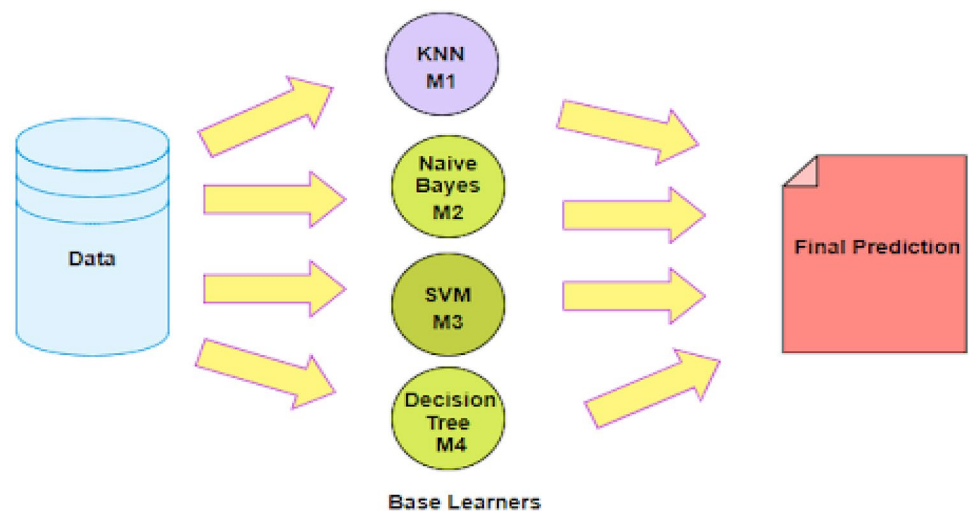 Data
KNN
M1
Naive
Bayes
M2
SVM
M3
Decision
Tree
M4
Base Learners
Final Prediction